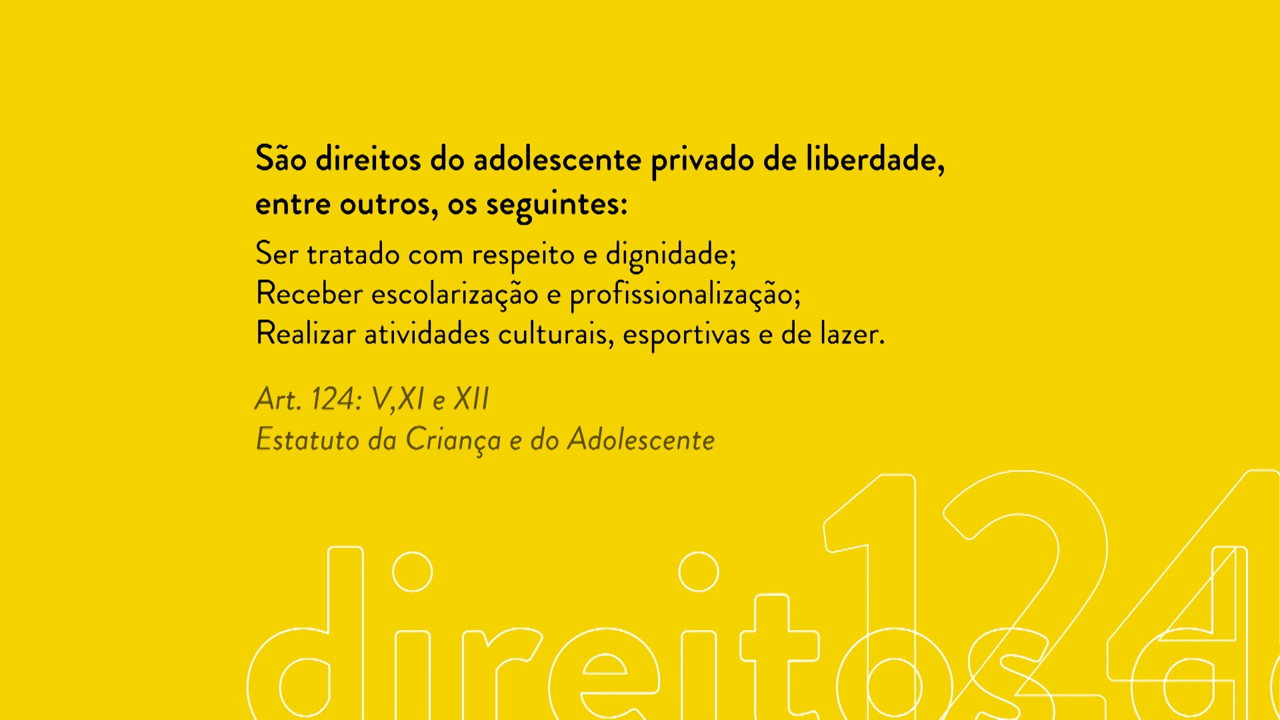 São direitos do adolescente privado de liberdade,
entre outros, os seguintes:
Ser tratado com respeito e dignidade;
Receber escolarização e profissionalização;
Realizar atividades culturais, esportivas e de lazer.
Art. 124: V,XI e XII
Estatuto da Criança e do Adolescente
124
direitos